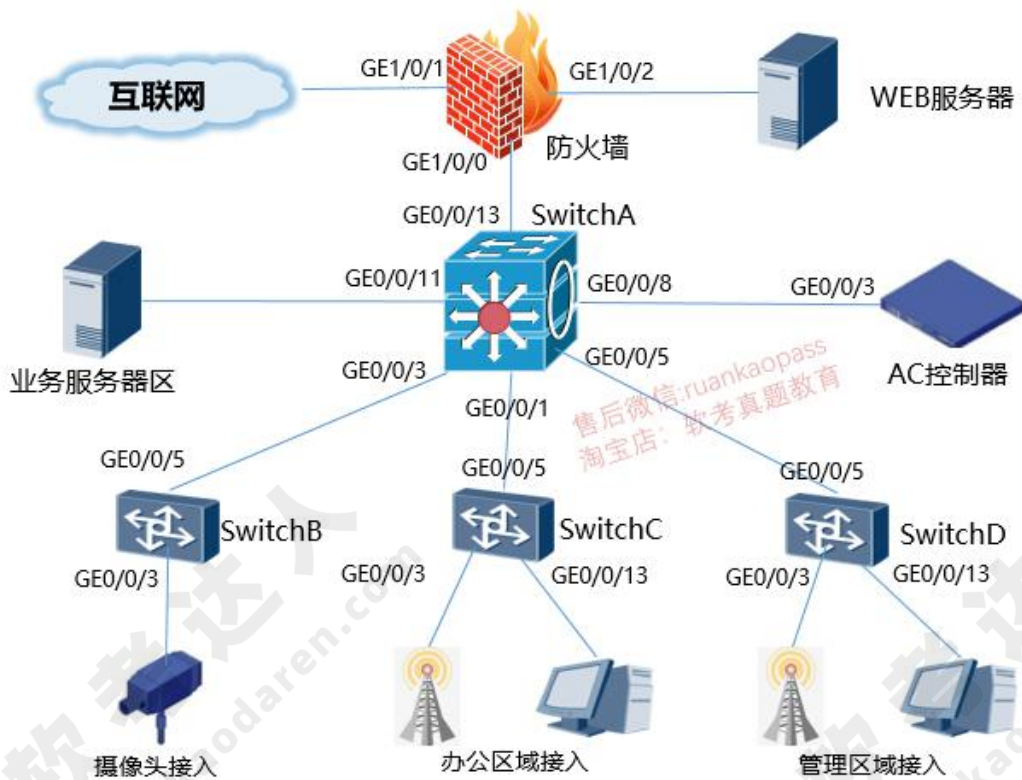 互联网
GE1/0/1
GE1/0/2
WEB服务器
防火墙
GE1/0/0
GE0/0/13
SwitchA
GE0/0/11
GE0/0/8
GE0/0/3
业务服务器区
AC控制器
GE0/0/3
GE0/0/1
GE0/0/5
售后微信:ruankaopass
淘宝店：软考真题教育
GE0/0/5
GE0/0/5
GE0/0/5
SwitchB
SwitchC
SwitchD
GE0/0/3
GE0/0/3
GE0/0/13
GE0/0/3
GE0/0/13
摄像头接入
办公区域接入
管理区域接入
软考达人